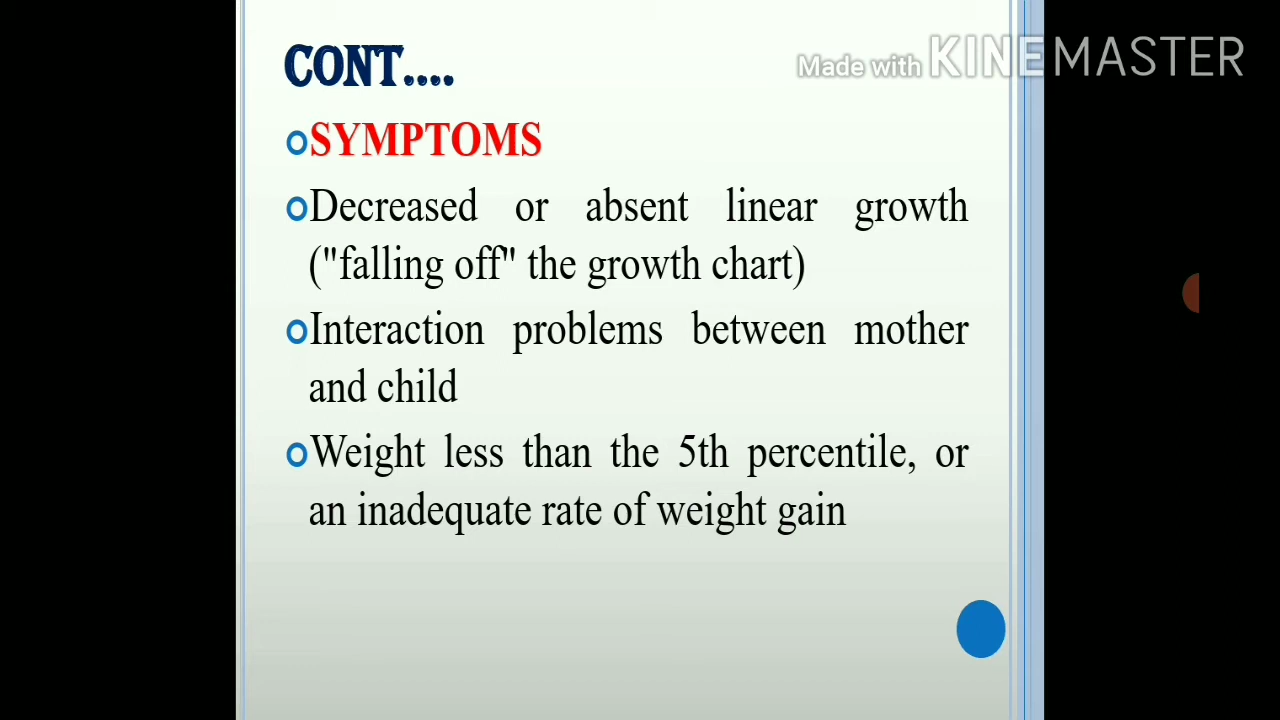 CONT....
Made with KINEMASTER
SYMPTOMS
Decreased or absent linear growth
("falling off" the growth chart)
Interaction problems between mother
and child
Weight less than the 5th percentile, or
an inadequate rate of weight gain